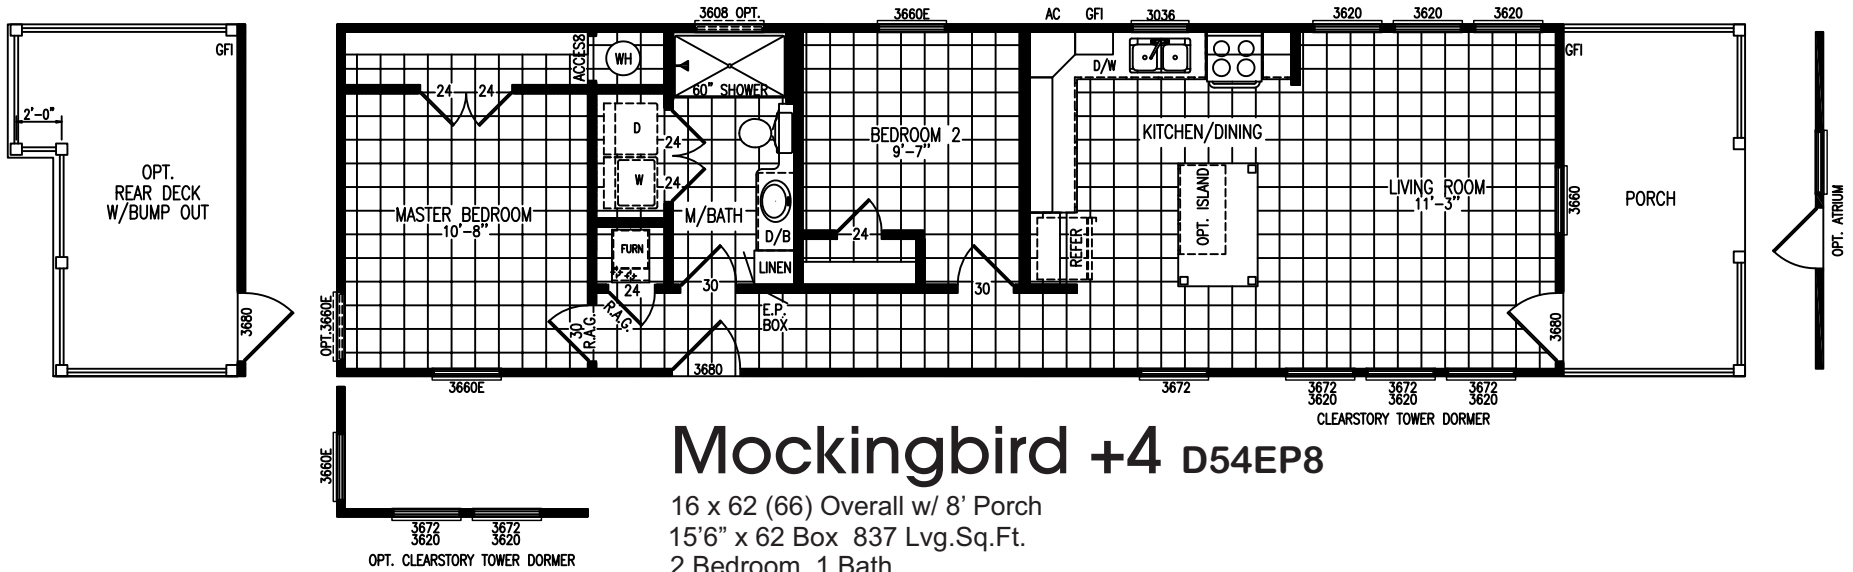 3608 OPT.
3660E
AC
GFI
3036
3620
3620
3620
GFI
ACCES8
WH
D/W
GFI
24
24
60" SHOWER
2'-0"
D
24
BEDROOM 2
9'-7"
KITCHEN/DINING
OPT.
REAR DECK
W/BUMP OUT
W
24
MASTER BEDROOM
10'-8"
M/BATH
OPT. ISLAND
LIVING ROOM
11'-3"
3660
PORCH
OPT. ATRIUM
D/B
24
FURN
REFER
LINEN
24
30
30
3680
OPT.3660E
30
R.A.G.
R.A.G.
E.P.
BOX
3680
3680
3660E
3672
3672
3620
3672
3620
3672
3620
CLEARSTORY TOWER DORMER
3660E
3672
3620
3672
3620
OPT. CLEARSTORY TOWER DORMER
Mockingbird +4 D54EP8
16 x 62 (66) Overall w/ 8' Porch
15'6" x 62 Box 837 Lvg.Sq.Ft.
2 Bedroom, 1 Bath